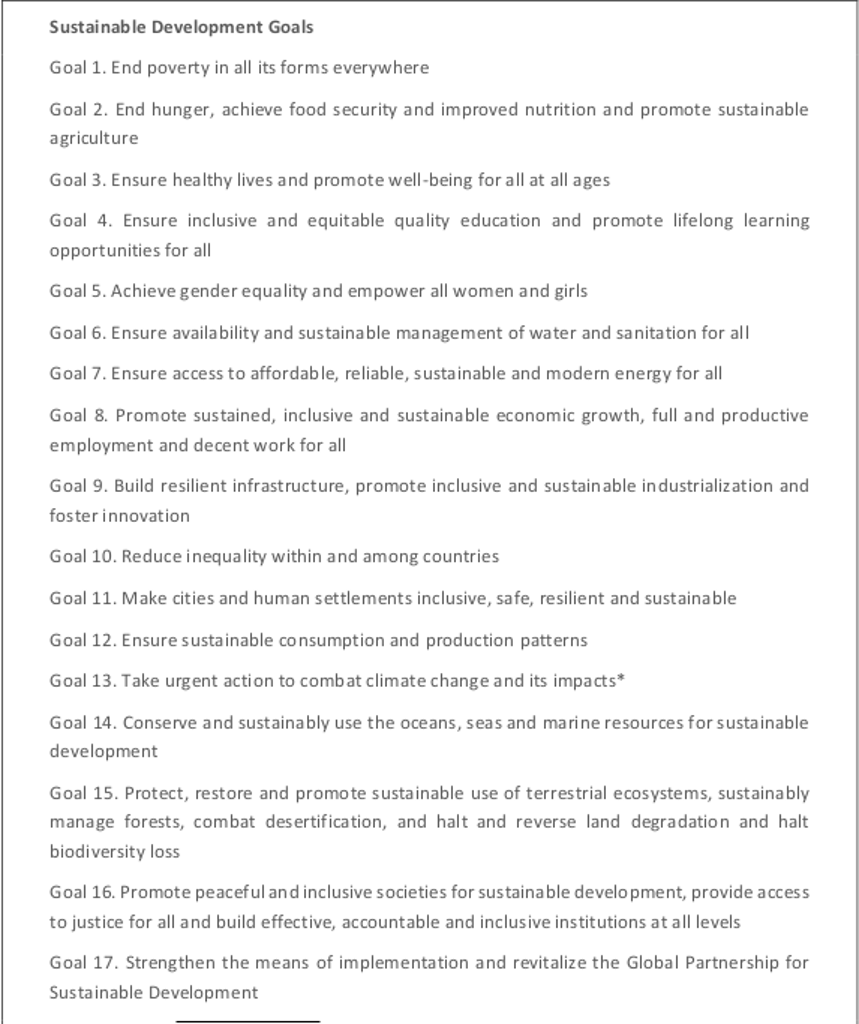 Sustainable Development Goals
Goal 1. End poverty in all its forms everywhere
Goal 2. End hunger, achieve food security and improved nutrition and promote sustainable
agriculture
Goal 3. Ensure healthy lives and promote well-being for all at all ages
Goal 4. Ensure inclusive and equitable quality education and promote lifelong learning
opportunities for all
Goal 5. Achieve gender equality and empower all women and girls
Goal 6. Ensure availability and sustainable management of water and sanitation for all
Goal 7. Ensure access to affordable, reliable, sustainable and modern energy for all
Goal 8. Promote sustained, inclusive and sustainable economic growth, full and productive
employment and decent work for all
Goal 9. Build resilient infrastructure, promote inclusive and sustainable industrialization and
foster innovation
Goal 10. Reduce inequality within and among countries
Goal 11. Make cities and human settlements inclusive, safe, resilient and sustainable
Goal 12. Ensure sustainable consumption and production patterns
Goal 13. Take urgent action to combat climate change and its impacts*
Goal 14. Conserve and sustainably use the oceans, seas and marine resources for sustainable
development
Goal 15. Protect, restore and promote sustainable use of terrestrial ecosystems, sustainably
manage forests, combat desertification, and halt and reverse land degradation and halt
biodiversity loss
Goal 16. Promote peaceful and inclusive societies for sustainable development, provide access
to justice for all and build effective, accountable and inclusive institutions at all levels
Goal 17. Strengthen the means of implementation and revitalize the Global Partnership for
Sustainable Development